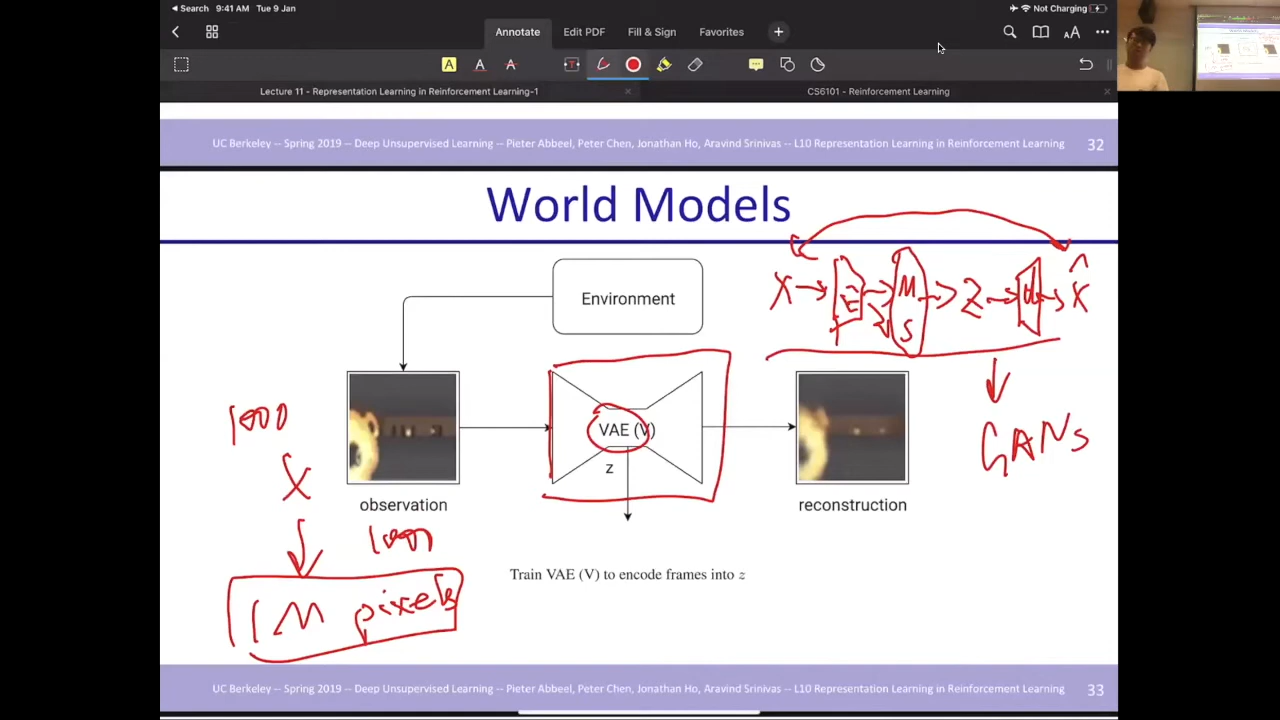 Search 9:41 AM Tue 9 Jan
Not Charging
Annotate Edit PDF Fill & Sign Favorites
Lecture 11 - Representation Learning in Reinforcement Learning-1
CS6101 - Reinforcement Learning
UC Berkeley -- Spring 2019 -- Deep Unsupervised Learning -- Pieter Abbeel, Peter Chen, Jonathan Ho, Aravind Srinivas -- L10 Representation Learning in Reinforcement Learning 32
World Models
Environment
X → E → M S → Z → d → X̂
GANs
1000
X
1000
1M pixels
VAE (V)
z
observation
reconstruction
Train VAE (V) to encode frames into z
UC Berkeley -- Spring 2019 -- Deep Unsupervised Learning -- Pieter Abbeel, Peter Chen, Jonathan Ho, Aravind Srinivas -- L10 Representation Learning in Reinforcement Learning 33